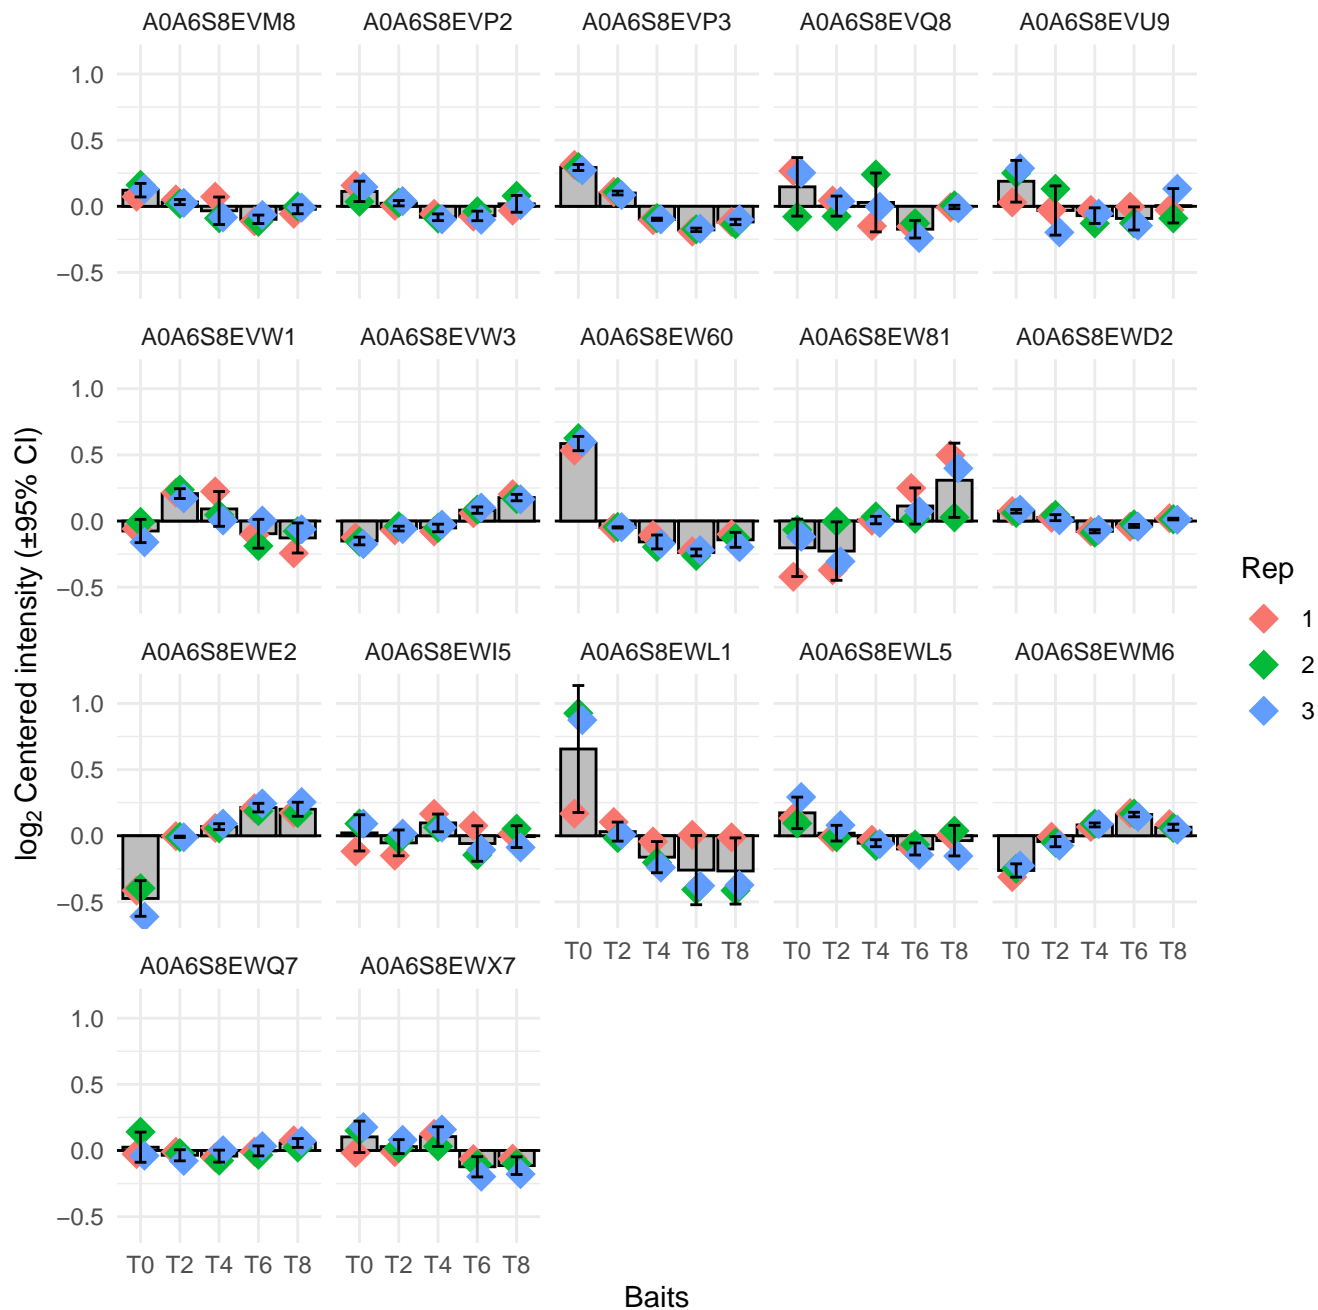 A0A6S8EVM8 A0A6S8EVP2 A0A6S8EVP3 A0A6S8EVQ8 A0A6S8EVU9
1.0
0.5
0.0
−0.5
A0A6S8EVW1 A0A6S8EVW3 A0A6S8EW60 A0A6S8EW81 A0A6S8EWD2
1.0
0.5
0.0
−0.5
A0A6S8EWE2 A0A6S8EWI5 A0A6S8EWL1 A0A6S8EWL5 A0A6S8EWM6
1.0
0.5
0.0
−0.5
T0 T2 T4 T6 T8 T0 T2 T4 T6 T8 T0 T2 T4 T6 T8
A0A6S8EWQ7 A0A6S8EWX7
1.0
0.5
0.0
−0.5
T0 T2 T4 T6 T8 T0 T2 T4 T6 T8
Baits
log₂ Centered intensity (±95% CI)
Rep
1
2
3